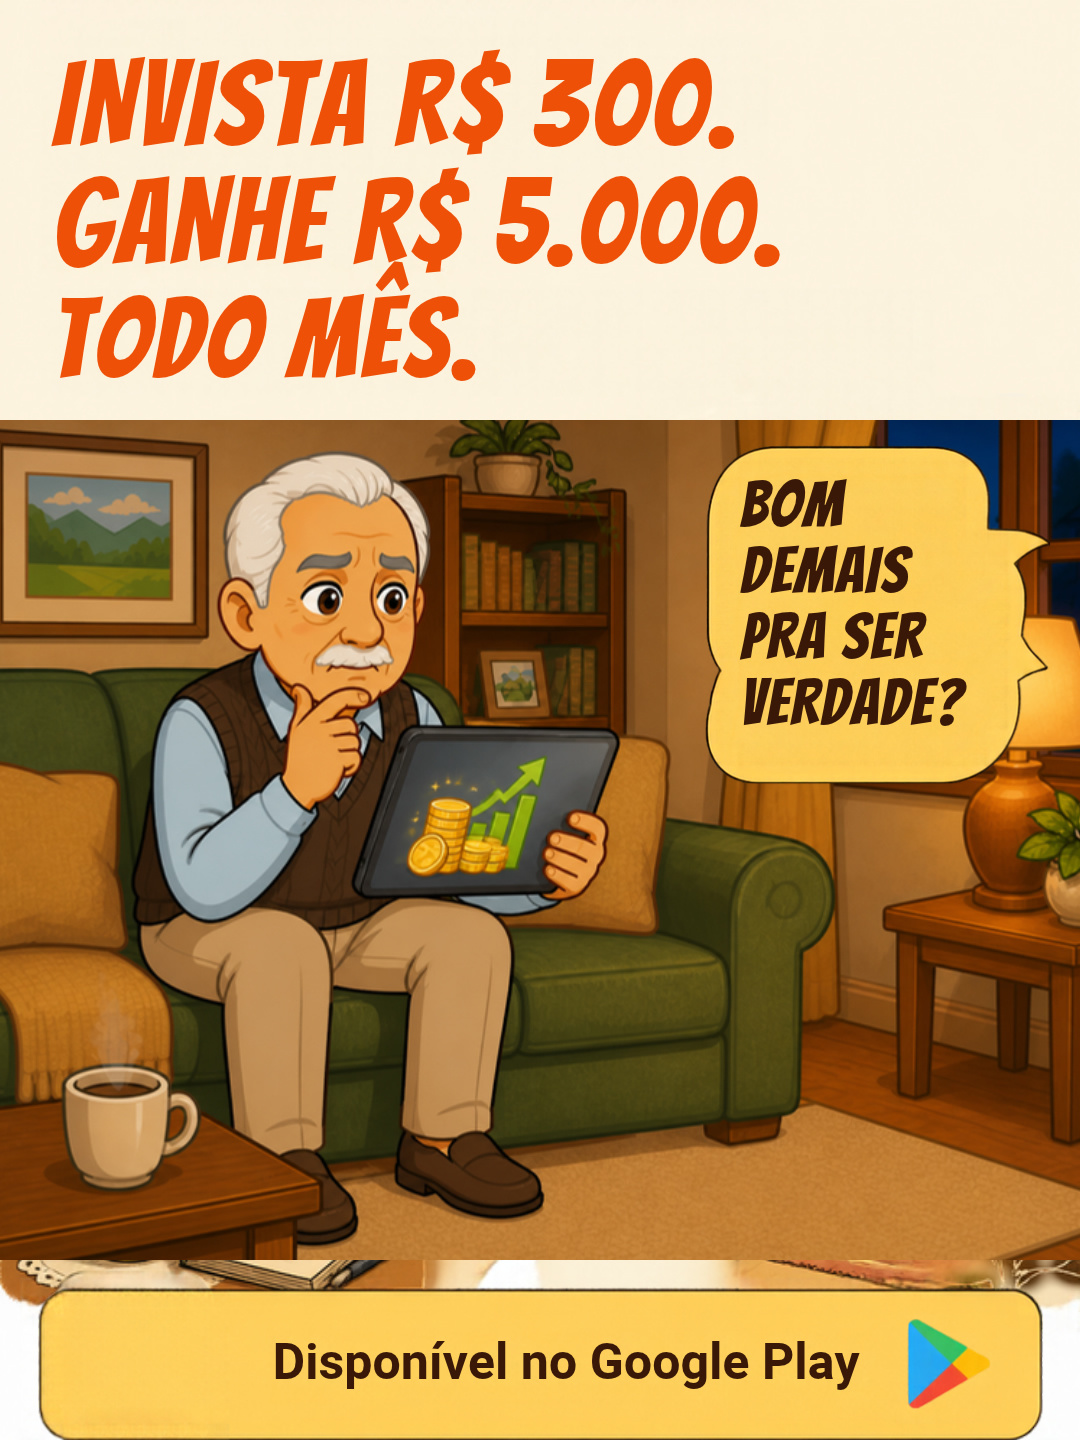 INVISTA R$ 300.
GANHE R$ 5.000.
TODO MÊS.
BOM
DEMAIS
PRA SER
VERDADE?
Disponível no Google Play